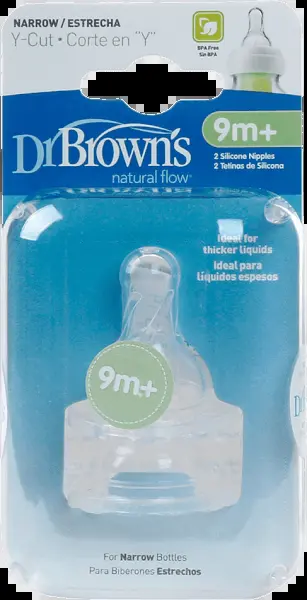 NARROW / ESTRECHA
Y-Cut • Corte en "Y"
BPA Free
Sin BPA
9m+
2 Silicone Nipples
2 Tetinas de Silicona
Dr Brown's
natural flow®
Ideal for
thicker liquids
Ideal para
líquidos espesos
9m+
For Narrow Bottles
Para Biberones Estrechos